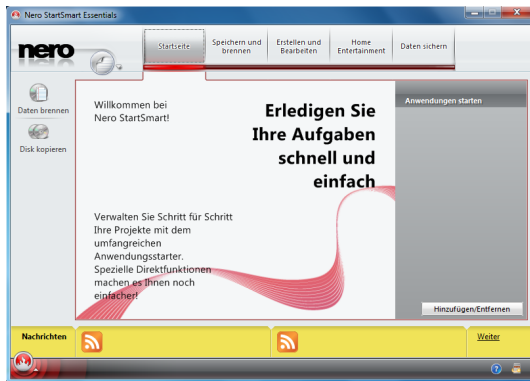 Nero StartSmart Essentials
nero
Startseite
Speichern und
brennen
Erstellen und
Bearbeiten
Home
Entertainment
Daten sichern
Daten brennen
Disk kopieren
Willkommen bei
Nero StartSmart!
Erledigen Sie
Ihre Aufgaben
schnell und
einfach
Verwalten Sie Schritt für Schritt
Ihre Projekte mit dem
umfangreichen
Anwendungsstarter.
Spezielle Direktfunktionen
machen es Ihnen noch
einfacher!
Anwendungen starten
Hinzufügen/Entfernen
Nachrichten
Weiter